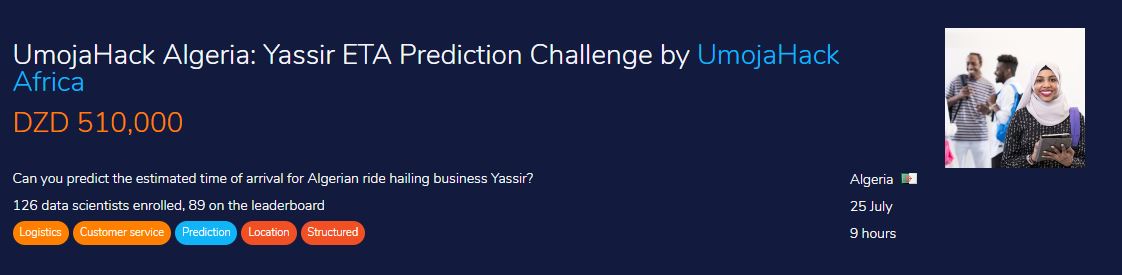 UmojaHack Algeria: Yassir ETA Prediction Challenge by UmojaHack
Africa
DZD 510,000
Can you predict the estimated time of arrival for Algerian ride hailing business Yassir?
126 data scientists enrolled, 89 on the leaderboard
Logistics Customer service Prediction Location Structured
Algeria
25 July
9 hours